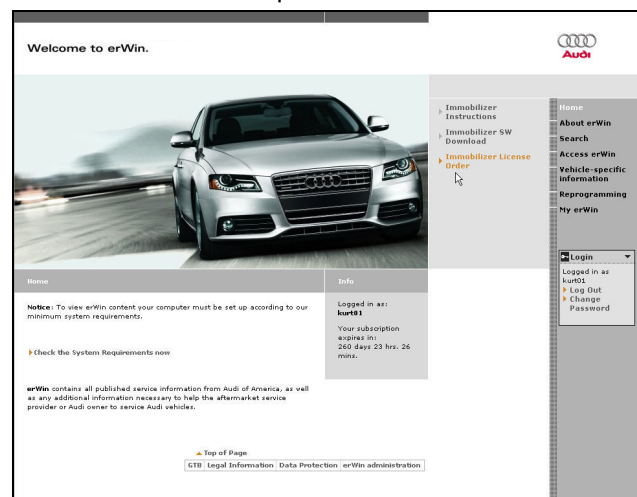 Welcome to erWin.
Audi
Immobilizer
Instructions
Immobilizer SW
Download
Immobilizer License
Order
Home
About erWin
Search
Access erWin
Vehicle-specific
information
Reprogramming
My erWin
Login
Logged in as
kurt01
Log Out
Change
Password
Home
Notice: To view erWin content your computer must be set up according to our
minimum system requirements.
Check the System Requirements now
erWin contains all published service information from Audi of America, as well
as any additional information necessary to help the aftermarket service
provider or Audi owner to service Audi vehicles.
Info
Logged in as:
kurt01
Your subscription
expires in:
260 days 23 hrs. 26
mins.
Top of Page
GTB Legal Information Data Protection erWin administration